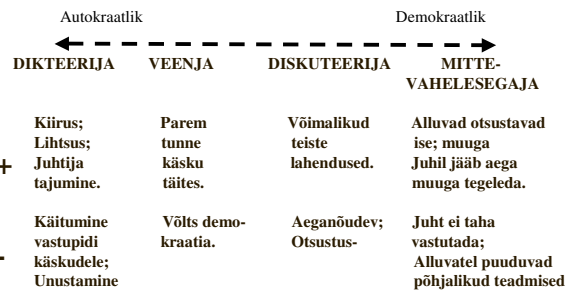 Autokraatlik Demokraatlik
DIKTEERIJA VEENJA DISKUTEERIJA MITTE-
VAHELESEGAJA
Kiirus; Parem Võimalikud Alluvad otsustavad
Lihtsus; tunne teiste ise; muuga
+ Juhtija käsku lahendused. Juhil jääb aega
tajumine. täites. muuga tegeleda.
Käitumine Võlts demo- Aeganõudev; Juht ei taha
vastupidi kraatia. Otsustus- vastutada;
- käskudele; Alluvatel puuduvad
Unustamine põhjalikud teadmised